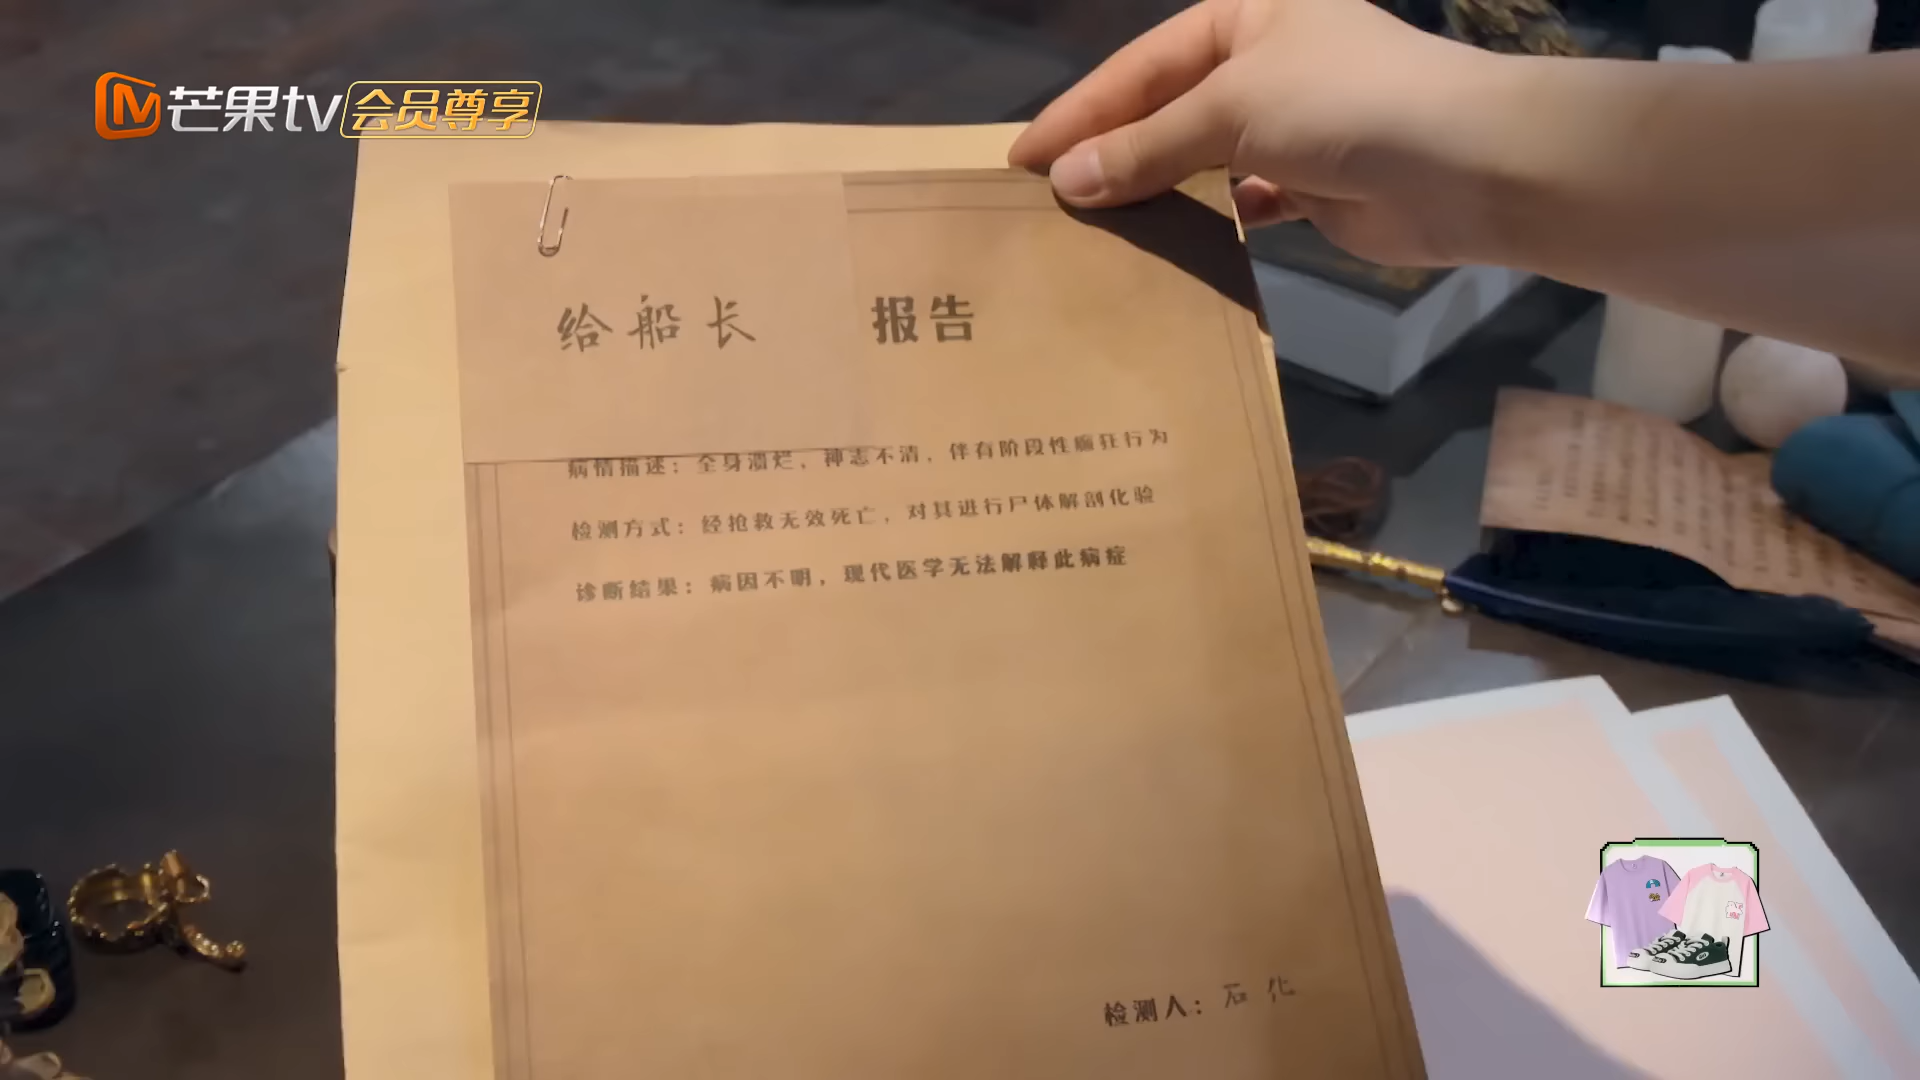 芒果tv会员尊享
给船长
报告
病情描述：全身溃烂，神志不清，伴有阶段性癫狂行为
检测方式：经抢救无效死亡，对其进行尸体解剖化验
诊断结果：病因不明，现代医学无法解释此病症
检测人：石化